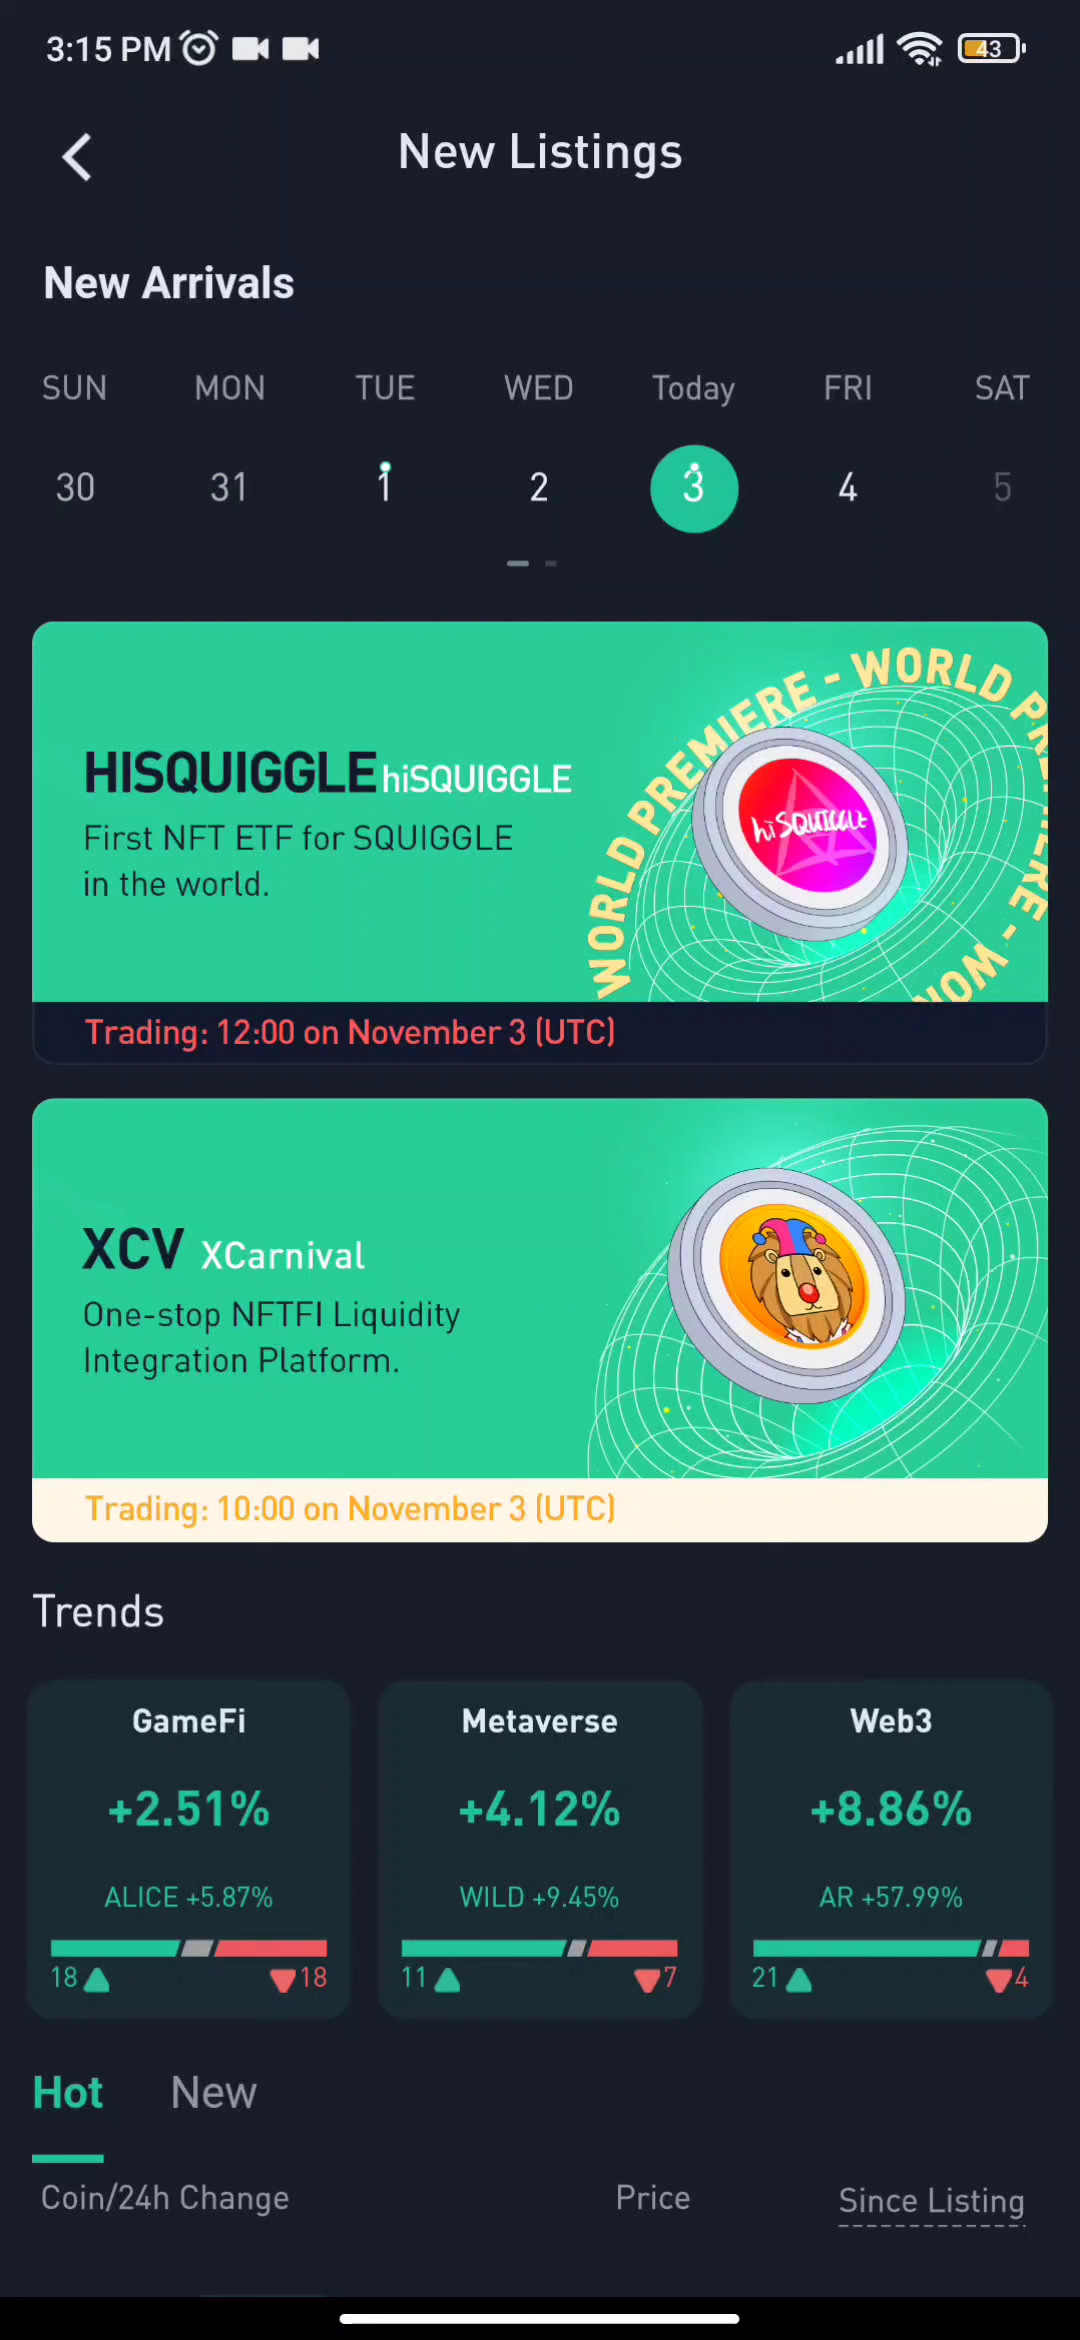 3:15 PM
43
New Listings
New Arrivals
SUN MON TUE WED Today FRI SAT
30 31 1 2 3 4 5
WORLD PREMIERE - WORLD PREMIERE - WOR
HISQUIGGLE hiSQUIGGLE
hiSQUIGGLE
First NFT ETF for SQUIGGLE
in the world.
Trading: 12:00 on November 3 (UTC)
XCV XCarnival
One-stop NFTFI Liquidity
Integration Platform.
Trading: 10:00 on November 3 (UTC)
Trends
GameFi Metaverse Web3
+2.51% +4.12% +8.86%
ALICE +5.87% WILD +9.45% AR +57.99%
18 18 11 7 21 4
Hot New
Coin/24h Change Price Since Listing